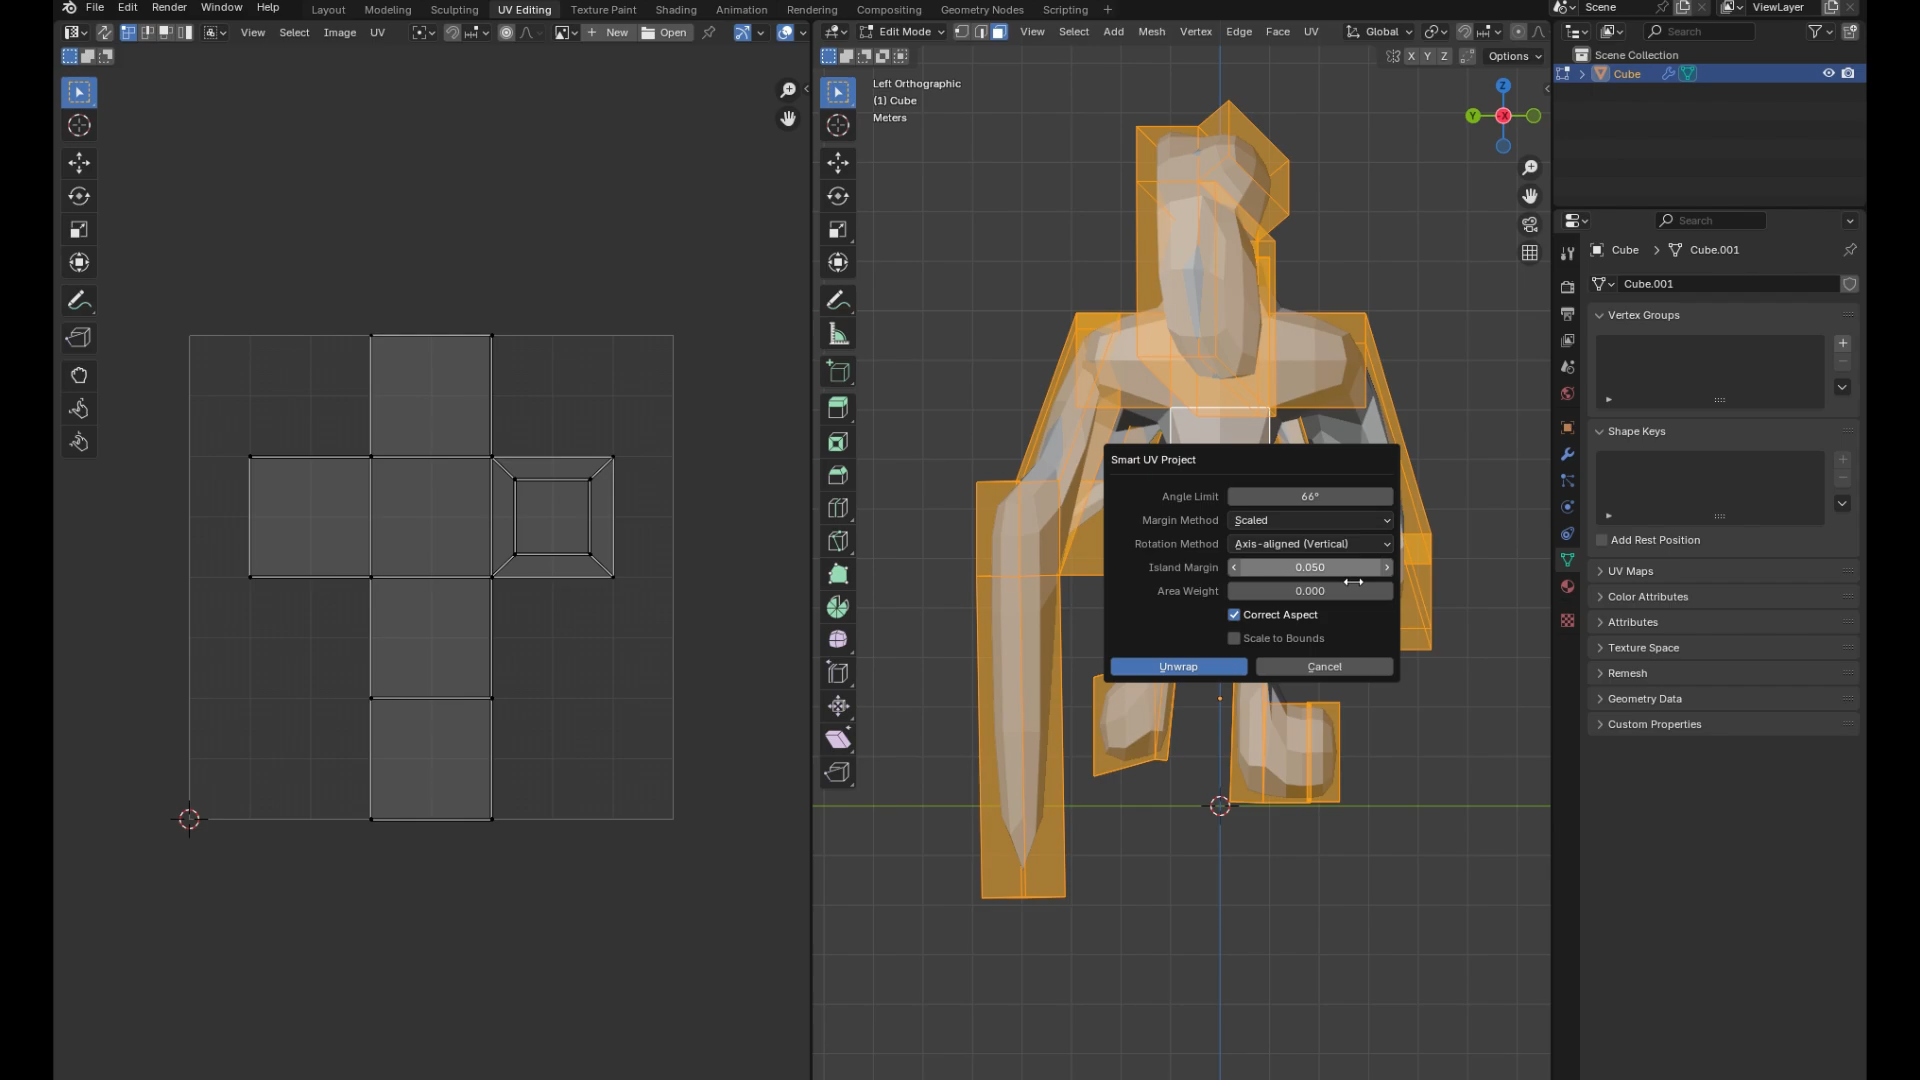 File Edit Render Window Help Layout Modeling Sculpting UV Editing Texture Paint Shading Animation Rendering Compositing Geometry Nodes Scripting + Scene ViewLayer
View Select Image UV New Open Edit Mode View Select Add Mesh Vertex Edge Face UV Global Search
X Y Z Options
Scene Collection
Cube
Left Orthographic
(1) Cube
Meters
Z
Y
X
Search
Cube Cube.001
Cube.001
Vertex Groups
Shape Keys
Add Rest Position
UV Maps
Color Attributes
Attributes
Texture Space
Remesh
Geometry Data
Custom Properties
Smart UV Project
Angle Limit 66°
Margin Method Scaled
Rotation Method Axis-aligned (Vertical)
Island Margin 0.050
Area Weight 0.000
Correct Aspect
Scale to Bounds
Unwrap Cancel